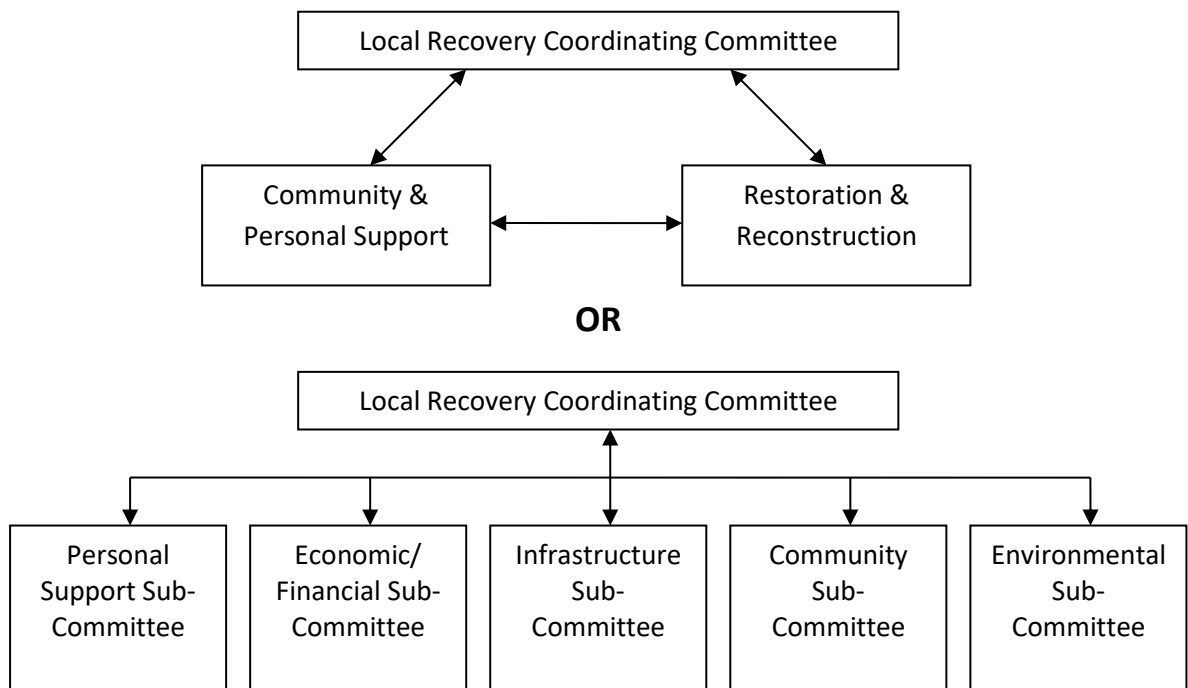 Local Recovery Coordinating Committee
Community &
Personal Support
Restoration &
Reconstruction
OR
Local Recovery Coordinating Committee
Personal
Support Sub-
Committee
Economic/
Financial Sub-
Committee
Infrastructure
Sub-
Committee
Community
Sub-
Committee
Environmental
Sub-
Committee